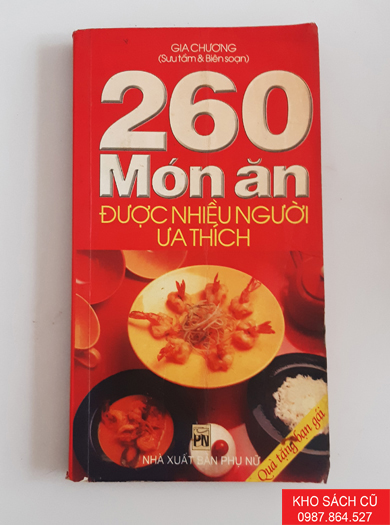 GIA CHƯƠNG
(Sưu tầm & Biên soạn)
260
Món ăn
ĐƯỢC NHIỀU NGƯỜI
ƯA THÍCH
Quà tặng bạn gái
PN
NHÀ XUẤT BẢN PHỤ NỮ
KHO SÁCH CŨ
0987.864.527